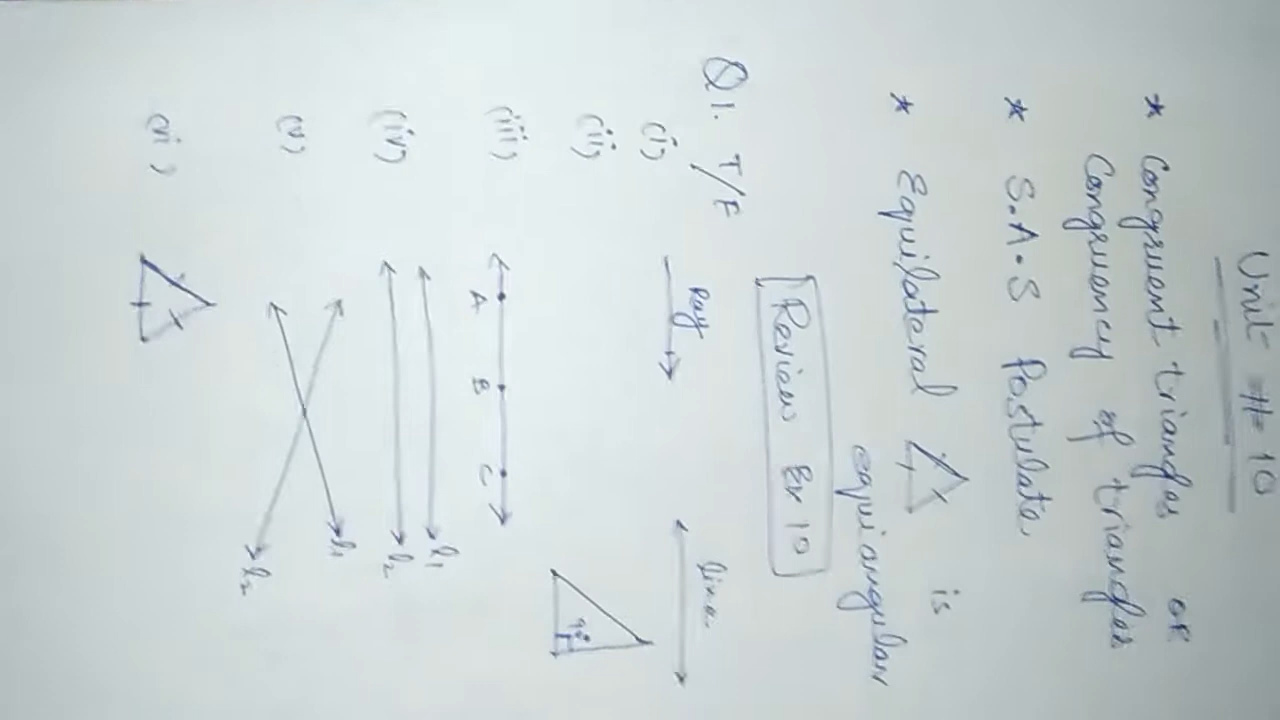 Unit # 10
* Congruent triangles or
Congruency of triangles
* S.A.S Postulate
* Equilateral is
equiangular
Review Ex 10
Q1. T/F
(i) Ray line
(ii) 90°
(iii) A B C
(iv) l1
l2
(v) l1
l2
(vi)